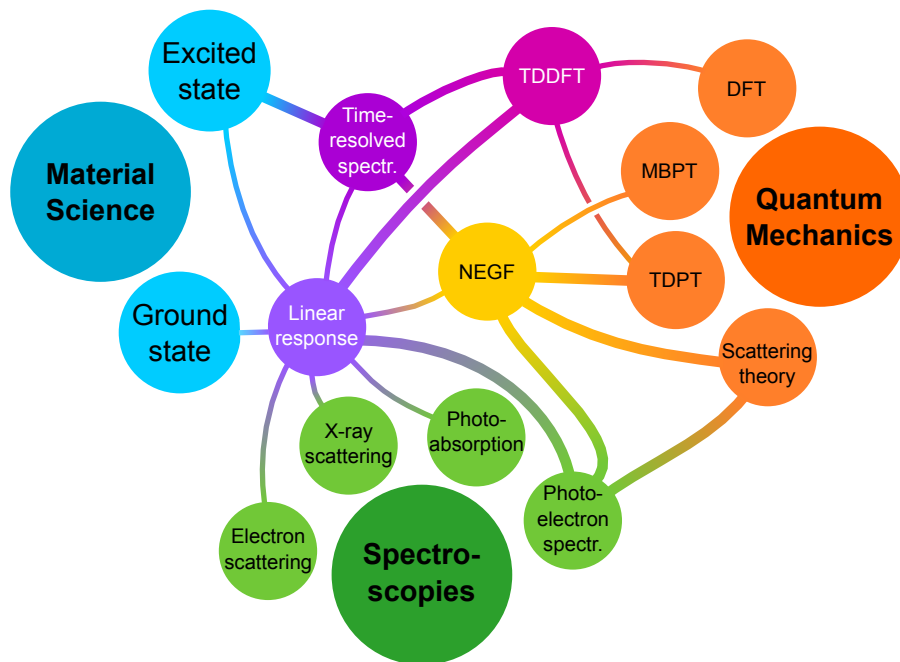 Excited
state
TDDFT
DFT
Time-
resolved
spectr.
Material
Science
MBPT
Quantum
Mechanics
NEGF
TDPT
Ground
state
Linear
response
Scattering
theory
X-ray
scattering
Photo-
absorption
Photo-
electron
spectr.
Electron
scattering
Spectro-
scopies